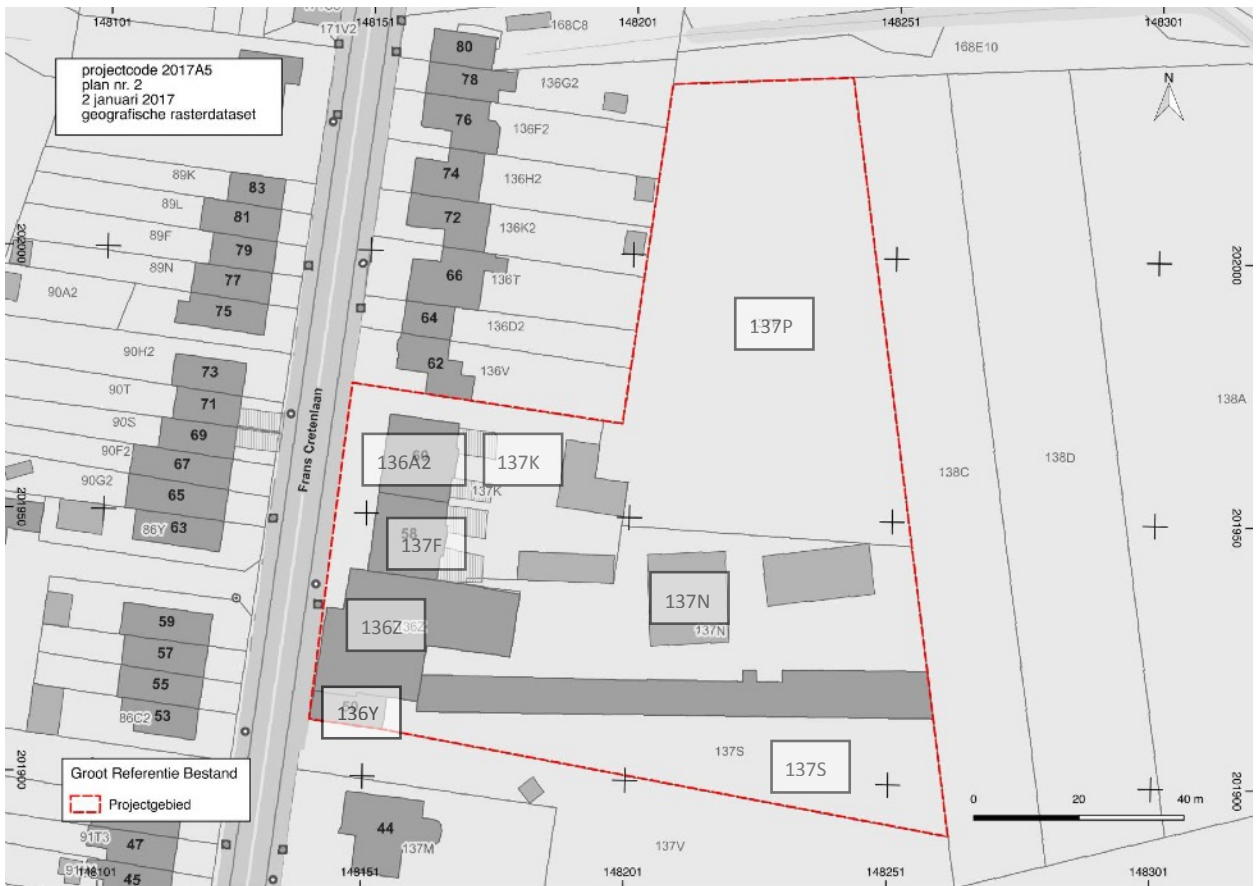 148101
148151
148201
148251
148301
171V2
168C8
168E10
N
projectcode 2017A5
plan nr. 2
2 januari 2017
geografische rasterdataset
80
78
136G2
76
136F2
74
136H2
72
136K2
66
136T
64
136D2
62
136V
89K
83
89L
81
89F
79
89N
77
90A2
75
202000
202000
90H2
73
90T
71
90S
69
90F2
67
90G2
65
86Y
63
Frans Cretenlaan
137P
138A
138C
138D
136A2
60
137K
137K
137F
58
201950
201950
137N
137N
136Z
136Z
136Y
59
57
55
86C2
53
137S
137S
201900
201900
Groot Referentie Bestand
Projectgebied
0
20
40 m
44
137M
137V
91T3
47
45
148101
148151
148201
148251
148301